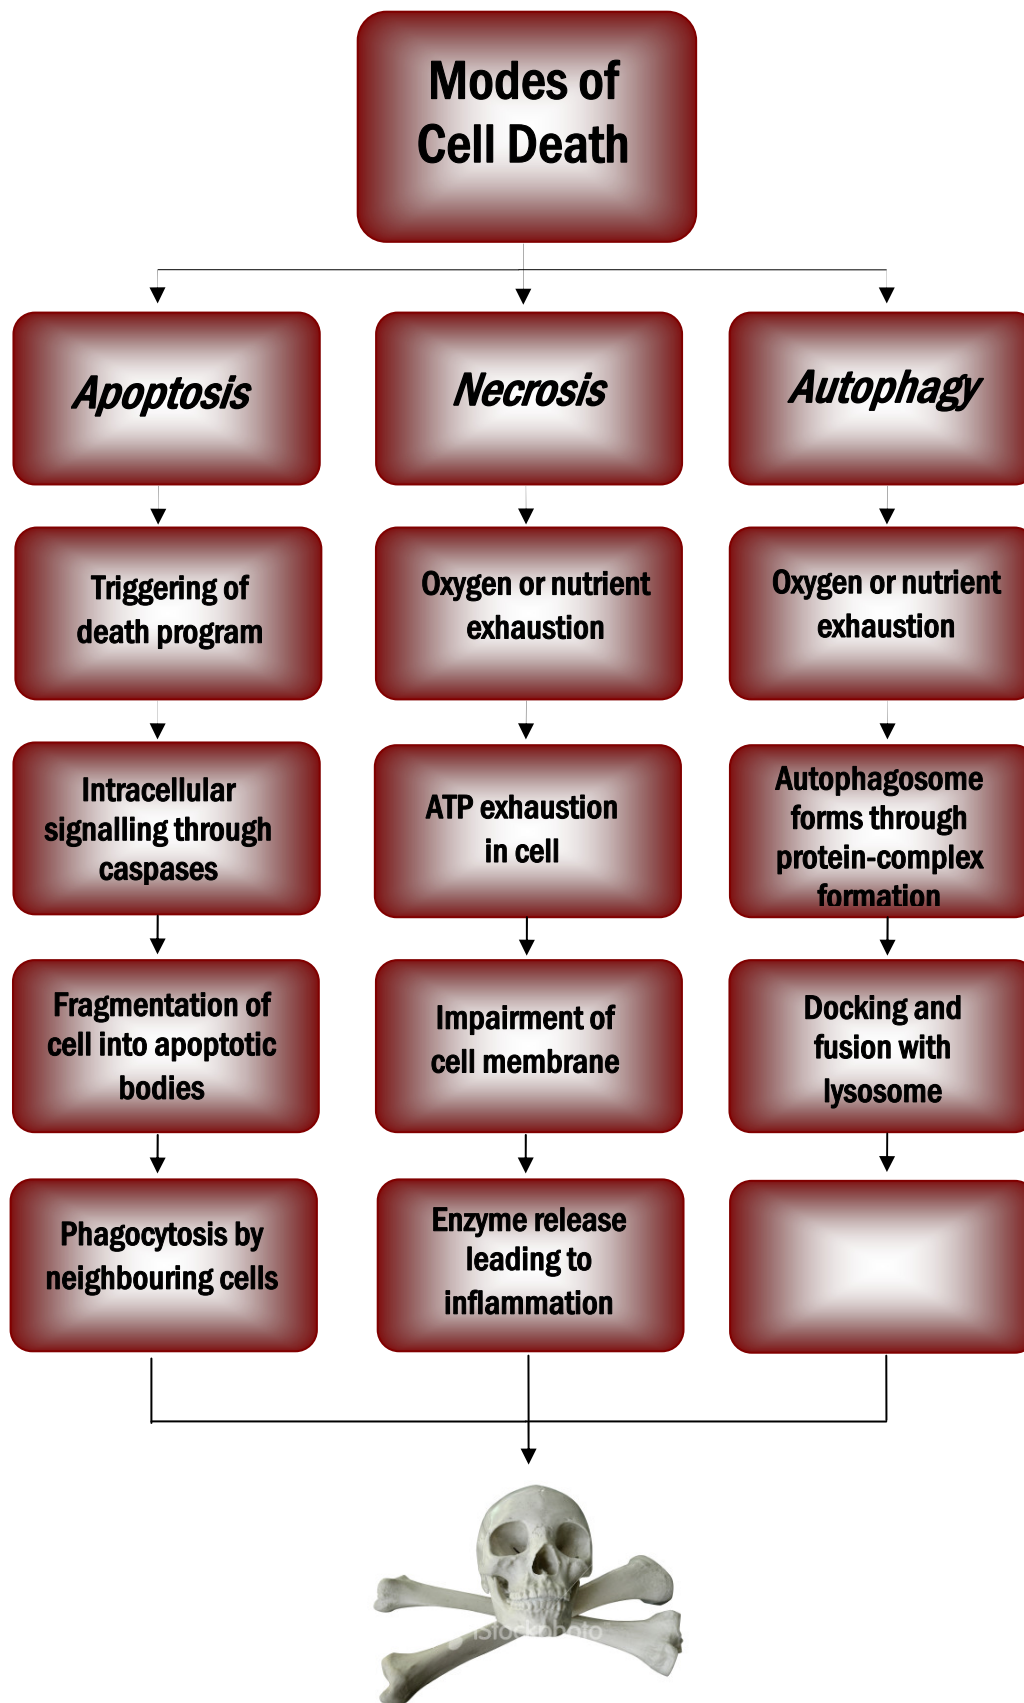 Modes of
Cell Death
Apoptosis
Necrosis
Autophagy
Triggering of
death program
Oxygen or nutrient
exhaustion
Oxygen or nutrient
exhaustion
Intracellular
signalling through
caspases
ATP exhaustion
in cell
Autophagosome
forms through
protein-complex
formation
Fragmentation of
cell into apoptotic
bodies
Impairment of
cell membrane
Docking and
fusion with
lysosome
Phagocytosis by
neighbouring cells
Enzyme release
leading to
inflammation
iStockphoto